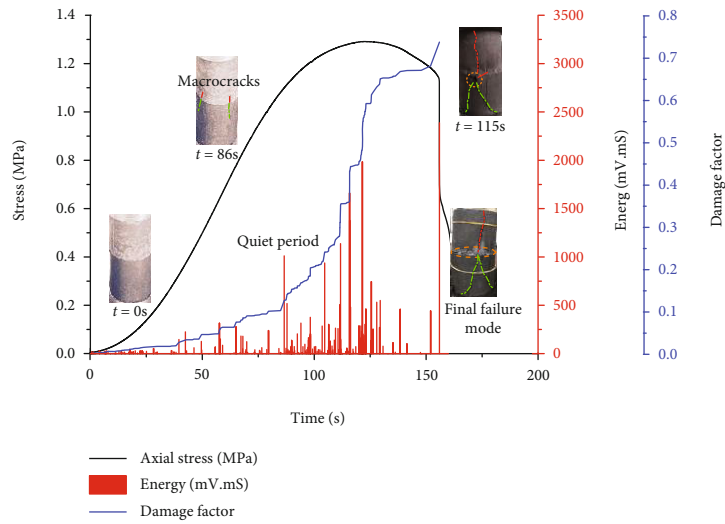 1.4
1.2
1.0
0.8
0.6
0.4
0.2
0.0
Stress (MPa)
0
50
100
150
200
Time (s)
3500
3000
2500
2000
1500
1000
500
0
Energ (mV.mS)
0.8
0.7
0.6
0.5
0.4
0.3
0.2
0.1
0.0
Damage factor
Macrocracks
t = 86s
t = 115s
Quiet period
t = 0s
Final failure
mode
Axial stress (MPa)
Energy (mV.mS)
Damage factor